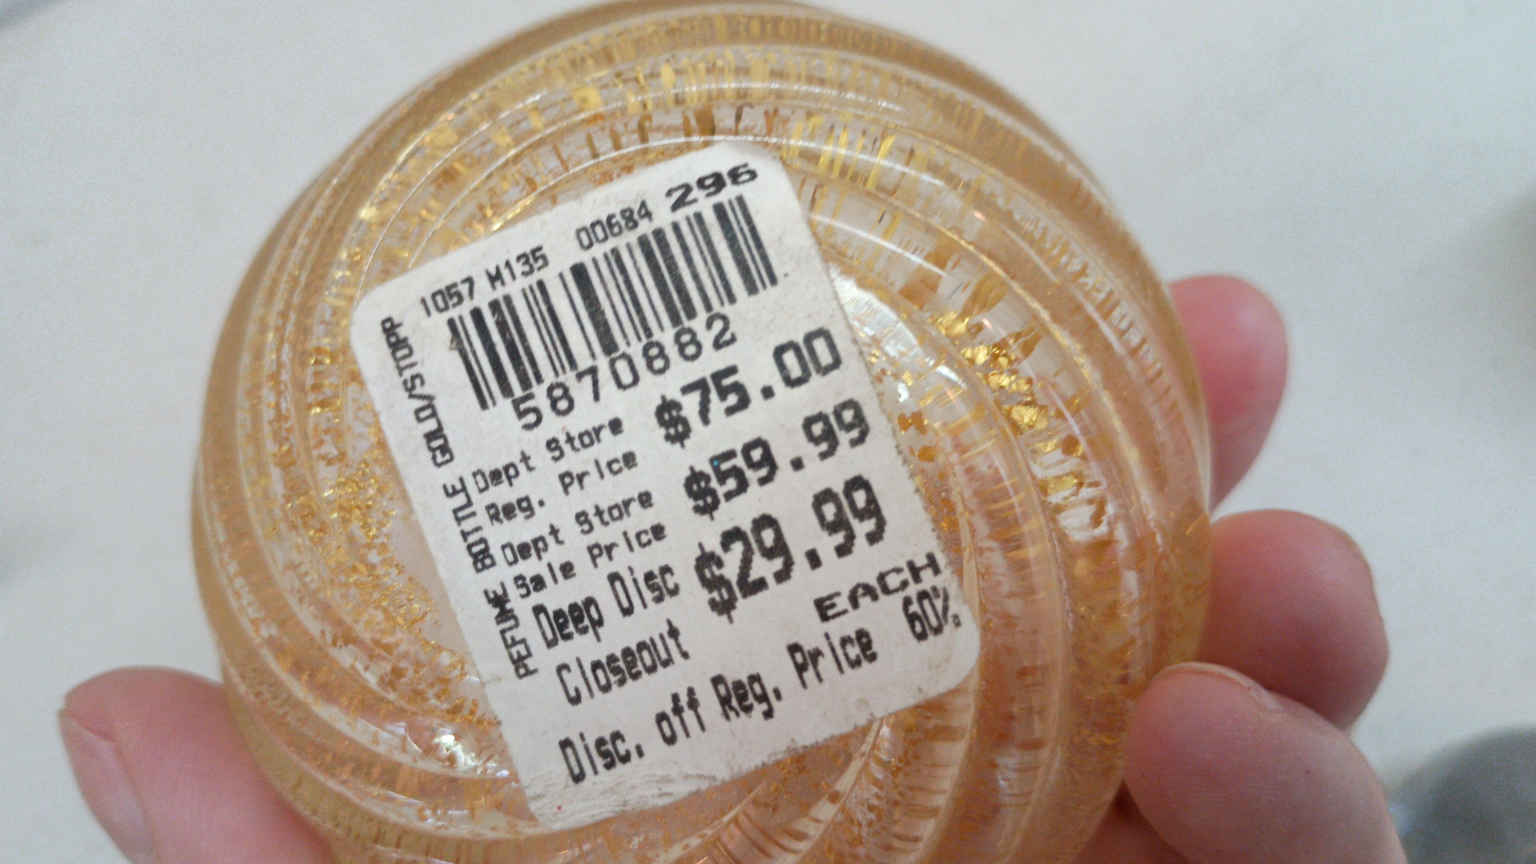 1057 M135 00684 296
5870882
Dept Store $75.00
Reg. Price
Dept Store $59.99
Sale Price
Deep Disc $29.99
Closeout EACH
Disc. off Reg. Price 60%
PEFUME BOTTLE GOLD/STOPP